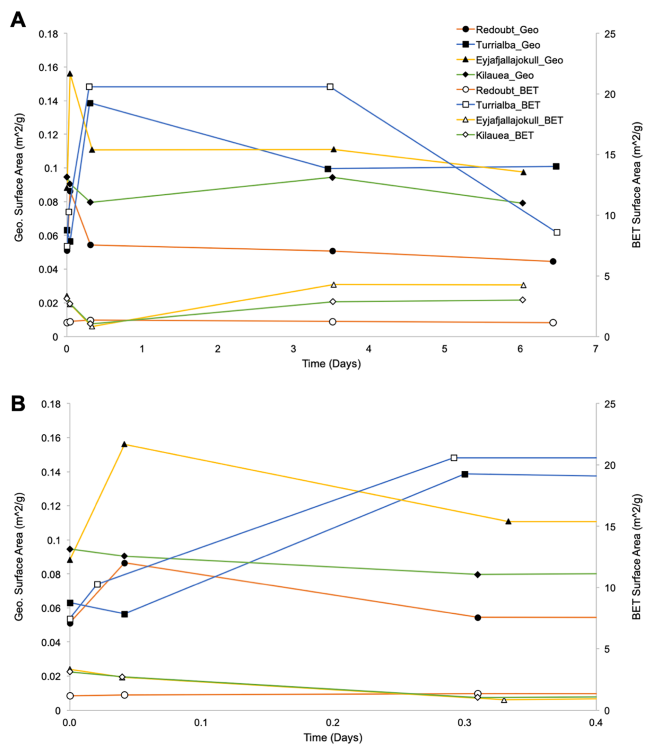 A
Redoubt_Geo
Turrialba_Geo
Eyjafjallajokull_Geo
Kilauea_Geo
Redoubt_BET
Turrialba_BET
Eyjafjallajokull_BET
Kilauea_BET
0.18
0.16
0.14
0.12
0.1
0.08
0.06
0.04
0.02
0
Geo. Surface Area (m^2/g)
25
20
15
10
5
0
BET Surface Area (m^2/g)
0 1 2 3 4 5 6 7
Time (Days)
B
0.18
0.16
0.14
0.12
0.1
0.08
0.06
0.04
0.02
0
Geo. Surface Area (m^2/g)
25
20
15
10
5
0
BET Surface Area (m^2/g)
0.0 0.1 0.2 0.3 0.4
Time (Days)